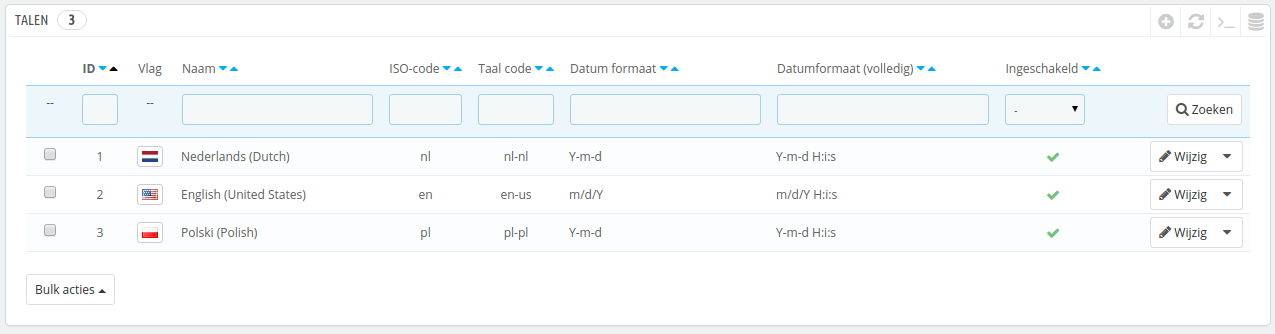 TALEN 3
ID Vlag Naam ISO-code Taal code Datum formaat Datumformaat (volledig) Ingeschakeld
-- -- - Zoeken
1 Nederlands (Dutch) nl nl-nl Y-m-d Y-m-d H:i:s Wijzig
2 English (United States) en en-us m/d/Y m/d/Y H:i:s Wijzig
3 Polski (Polish) pl pl-pl Y-m-d Y-m-d H:i:s Wijzig
Bulk acties